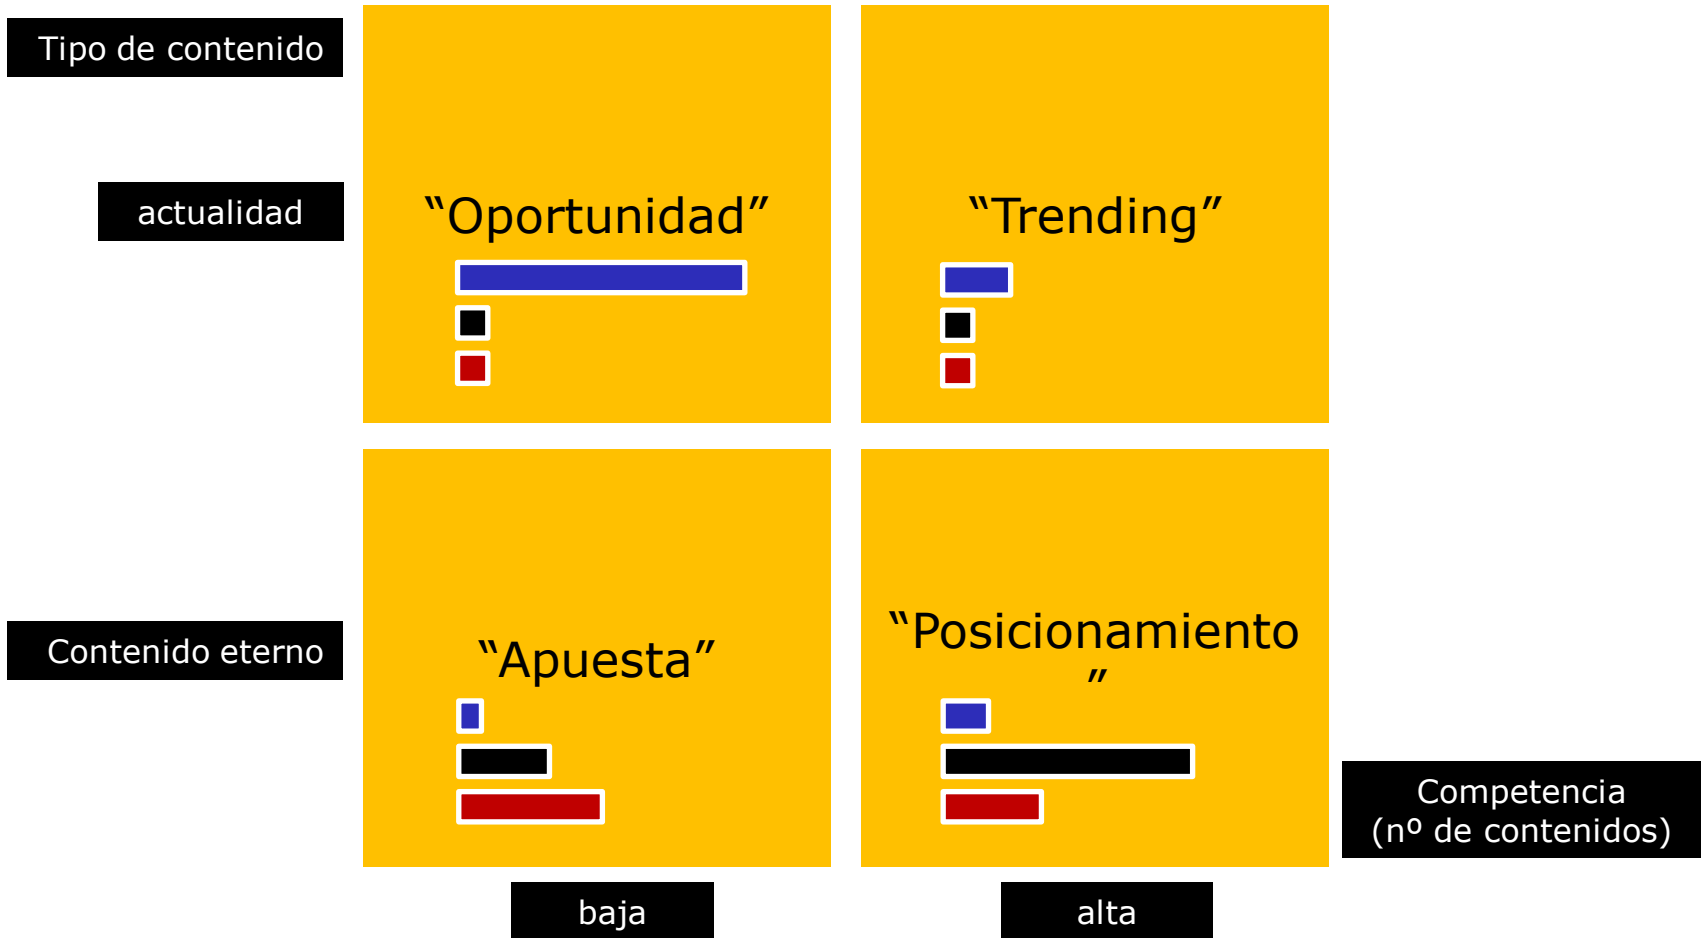 Tipo de contenido
actualidad
“Oportunidad”
“Trending”
Contenido eterno
“Apuesta”
“Posicionamiento
”
Competencia
(nº de contenidos)
baja
alta